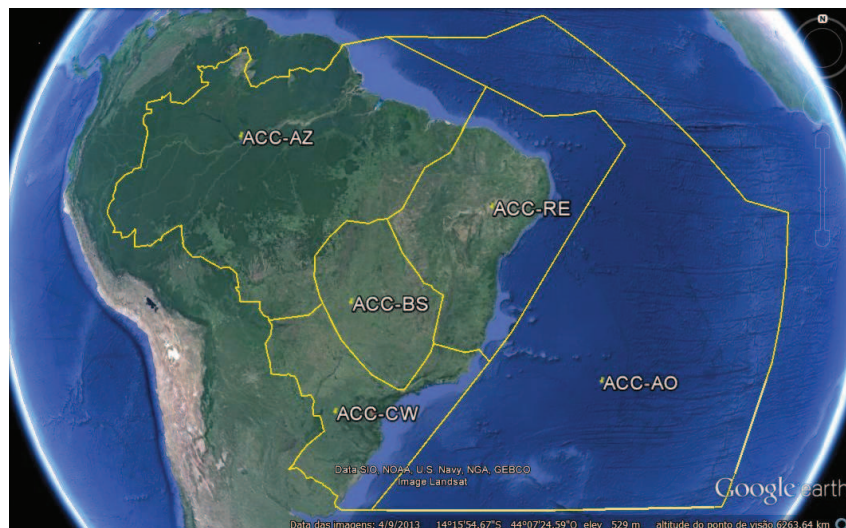 N
ACC-AZ
ACC-RE
ACC-BS
ACC-AO
ACC-CW
Data SIO, NOAA, U.S. Navy, NGA, GEBCO
Image Landsat
Google earth
Data das imagens: 4/9/2013 14°15'54.67"S 44°07'24.59"O elev 529 m altitude do ponto de visão 6263.64 km